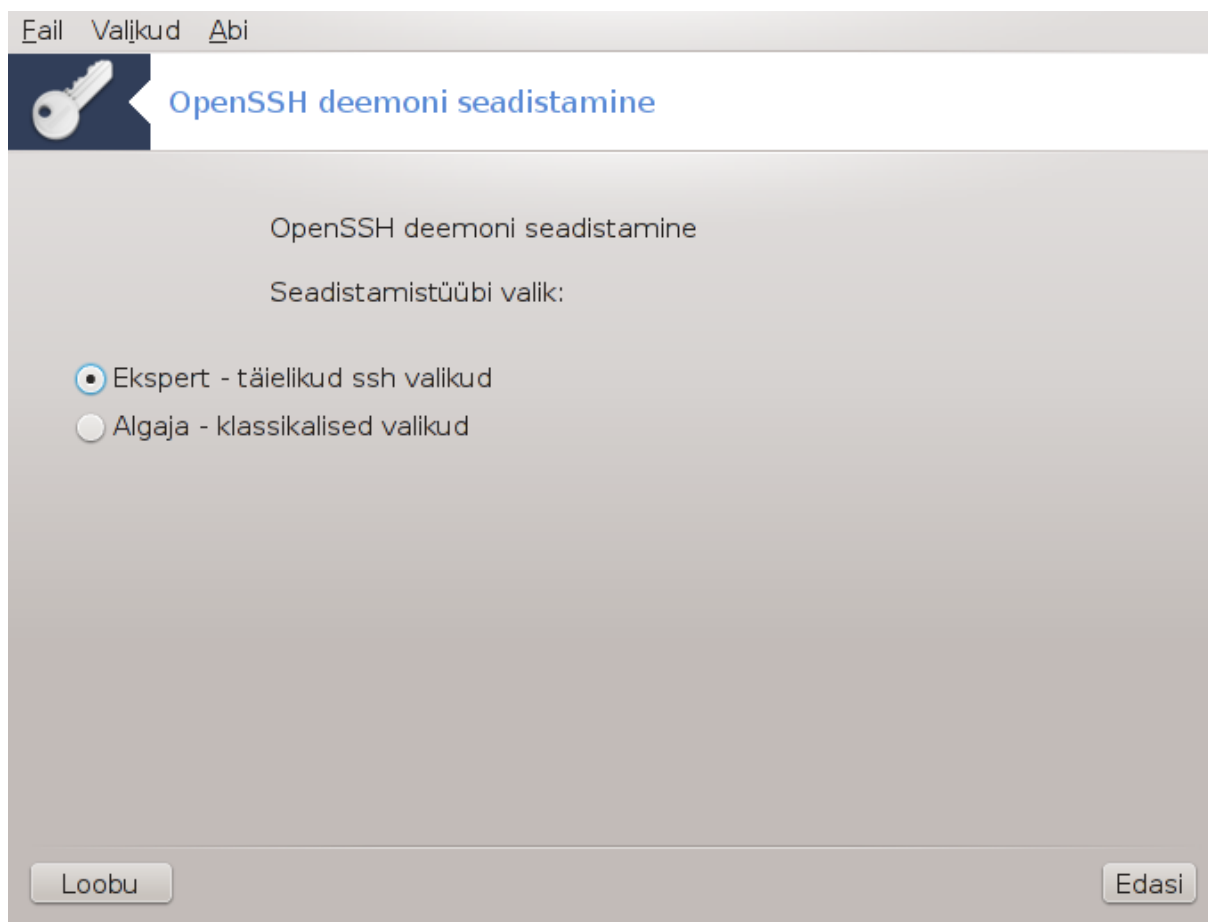 Fail Valikud Abi
OpenSSH deemoni seadistamine
OpenSSH deemoni seadistamine
Seadistamistüübi valik:
Ekspert - täielikud ssh valikud
Algaja - klassikalised valikud
Loobu Edasi